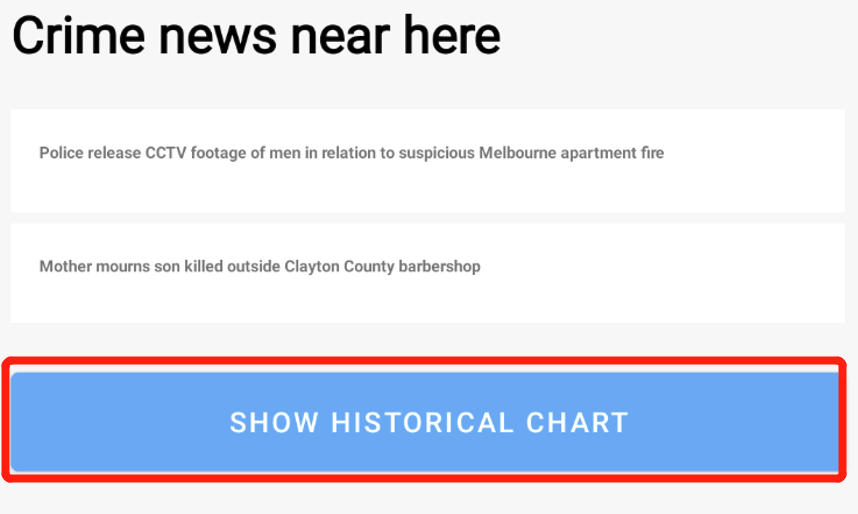 Crime news near here
Police release CCTV footage of men in relation to suspicious Melbourne apartment fire
Mother mourns son killed outside Clayton County barbershop
SHOW HISTORICAL CHART